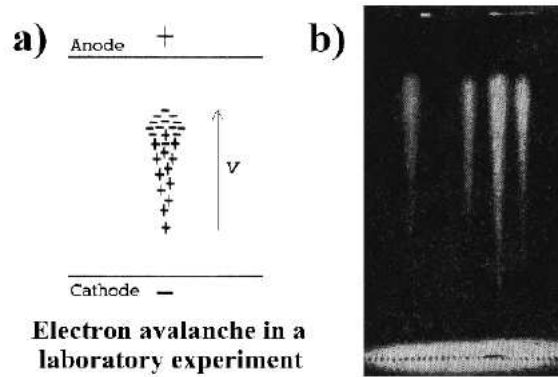 a)
Anode +
v
Cathode −
Electron avalanche in a
laboratory experiment
b)